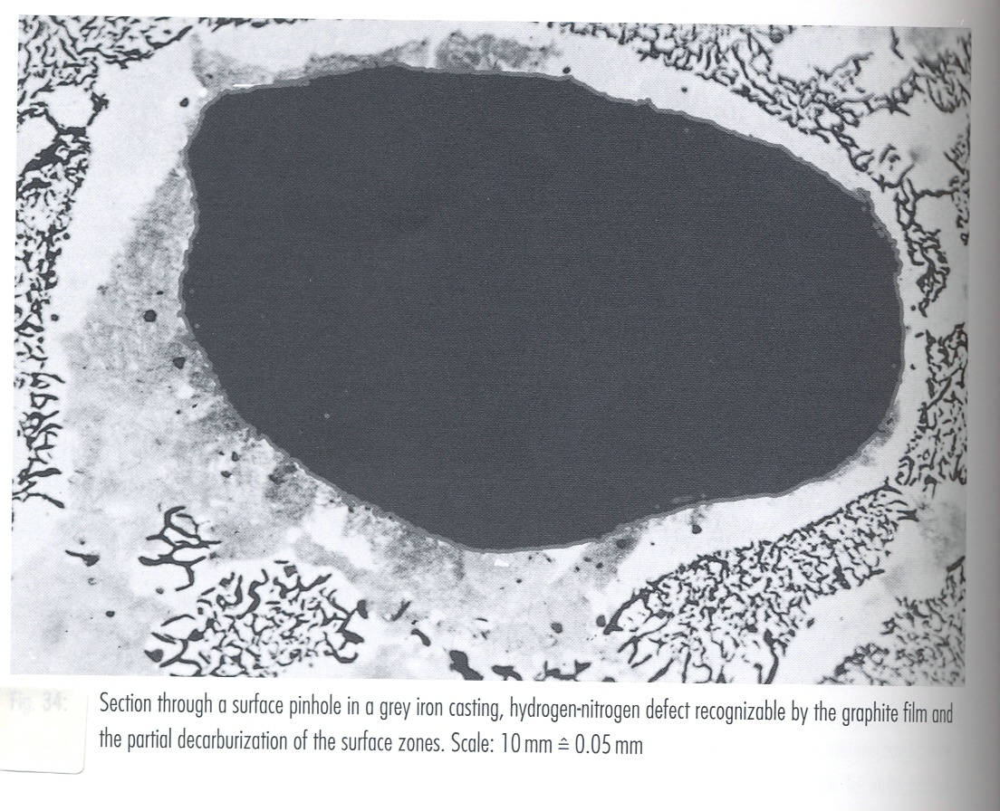 Fig. 34:
Section through a surface pinhole in a grey iron casting, hydrogen-nitrogen defect recognizable by the graphite film and
the partial decarburization of the surface zones. Scale: 10 mm ≙ 0.05 mm